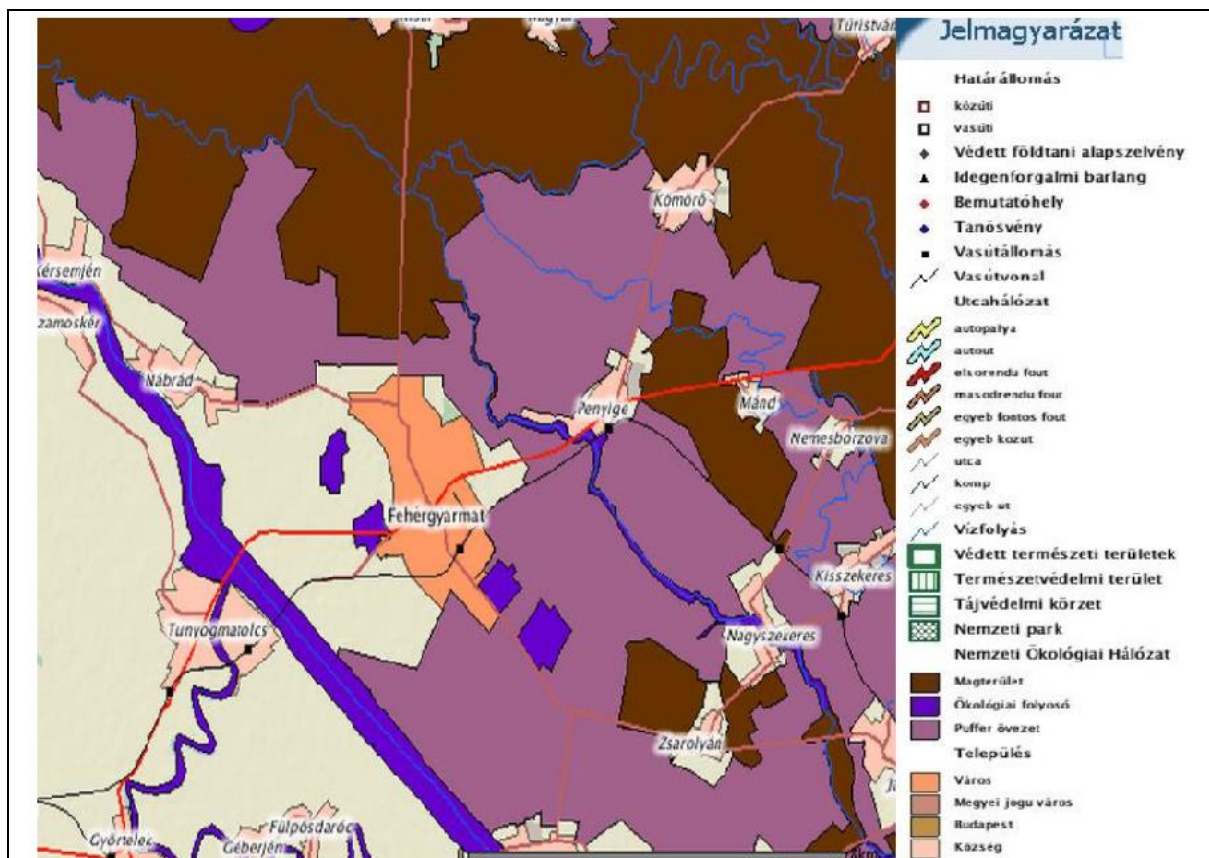 Jelmagyarázat
Határállomás
közúti
vasúti
Védett földtani alapszelvény
Idegenforgalmi barlang
Bemutatóhely
Tanösvény
Vasútállomás
Vasútvonal
Utcahálózat
autopalya
autout
elsorendu fout
masodrendu fout
egyeb fontos fout
egyeb kozut
utca
komp
egyeb ut
Vízfolyás
Védett természeti területek
Természetvédelmi terület
Tájvédelmi körzet
Nemzeti park
Nemzeti Ökológiai Hálózat
Magterület
Ökológiai folyosó
Puffer övezet
Település
Város
Megyei jogu város
Budapest
Község
Túristván
Kömörő
Kérsemjén
zamoskér
Nábrád
Penyige
Mánd
Nemesborzova
Fehérgyarmat
Kisszekeres
Tunyogmatolcs
Nagyszekeres
Zsarolyán
Győrtelec
Fülpösdaróc
Géberjén